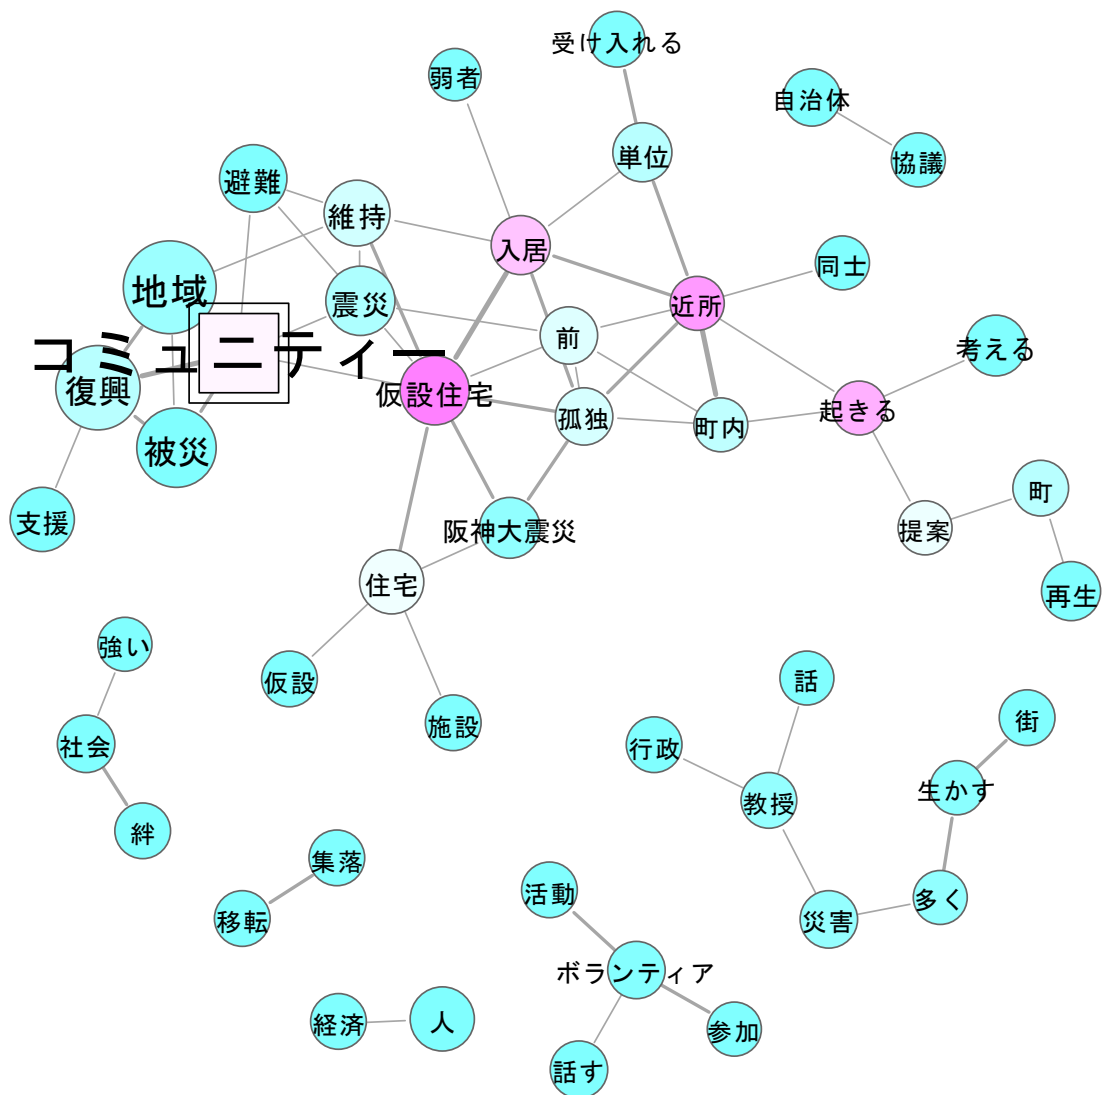 受け入れる
弱者
自治体
単位
協議
避難
維持
入居
同士
地域
震災
近所
前
コミュニティー
考える
復興
仮設住宅
起きる
孤独
町内
被災
町
支援
阪神大震災
提案
住宅
再生
強い
仮設
話
街
施設
社会
行政
生かす
教授
絆
集落
活動
多く
移転
災害
ボランティア
経済
人
参加
話す